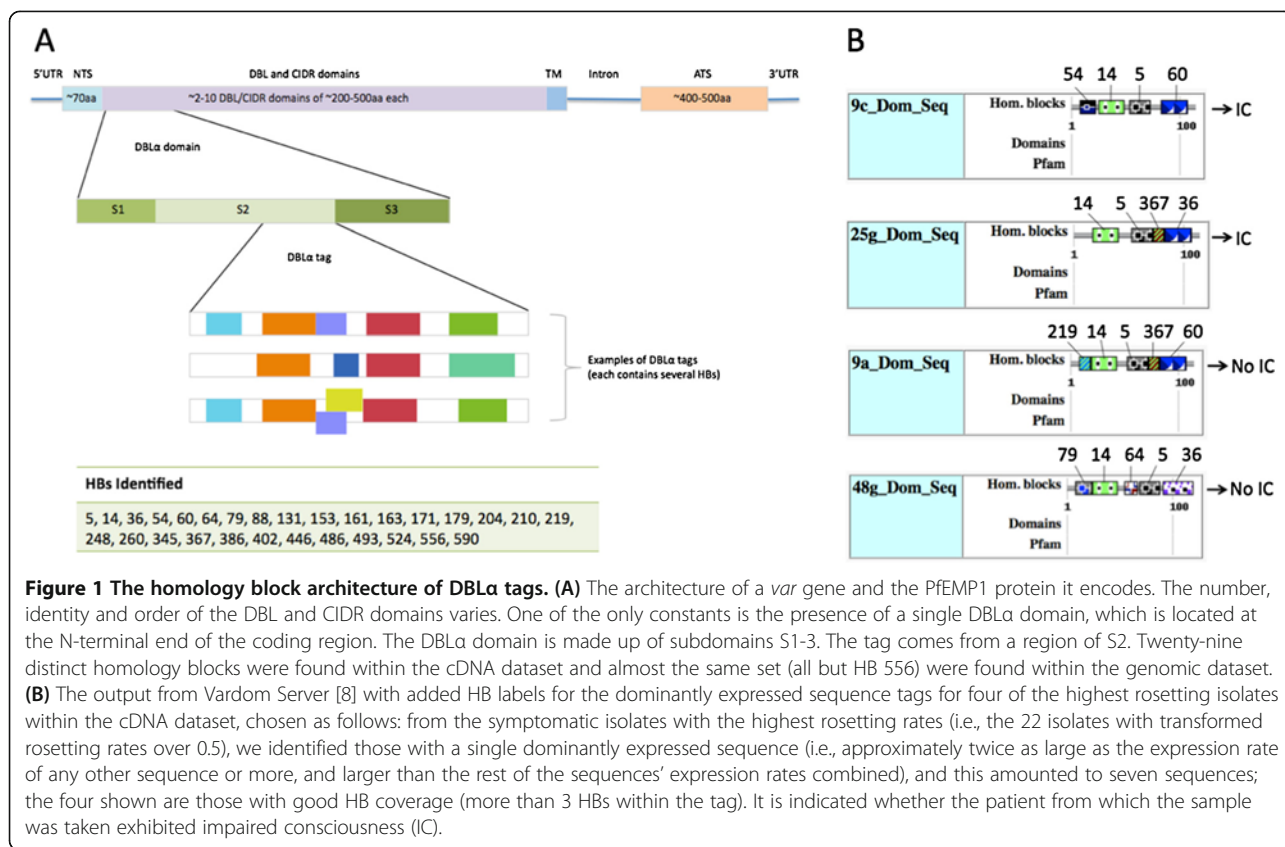 A
5'UTR NTS DBL and CIDR domains TM Intron ATS 3'UTR
~70aa ~2-10 DBL/CIDR domains of ~200-500aa each ~400-500aa
DBLα domain
S1 S2 S3
DBLα tag
Examples of DBLα tags
(each contains several HBs)
HBs Identified
5, 14, 36, 54, 60, 64, 79, 88, 131, 153, 161, 163, 171, 179, 204, 210, 219,
248, 260, 345, 367, 386, 402, 446, 486, 493, 524, 556, 590
B
54 14 5 60
9c_Dom_Seq Hom. blocks → IC
1 100
Domains
Pfam
14 5 367 36
25g_Dom_Seq Hom. blocks → IC
1 100
Domains
Pfam
219 14 5 367 60
9a_Dom_Seq Hom. blocks → No IC
1 100
Domains
Pfam
79 14 64 5 36
48g_Dom_Seq Hom. blocks → No IC
1 100
Domains
Pfam
Figure 1 The homology block architecture of DBLα tags. (A) The architecture of a var gene and the PfEMP1 protein it encodes. The number,
identity and order of the DBL and CIDR domains varies. One of the only constants is the presence of a single DBLα domain, which is located at
the N-terminal end of the coding region. The DBLα domain is made up of subdomains S1-3. The tag comes from a region of S2. Twenty-nine
distinct homology blocks were found within the cDNA dataset and almost the same set (all but HB 556) were found within the genomic dataset.
(B) The output from Vardom Server [8] with added HB labels for the dominantly expressed sequence tags for four of the highest rosetting isolates
within the cDNA dataset, chosen as follows: from the symptomatic isolates with the highest rosetting rates (i.e., the 22 isolates with transformed
rosetting rates over 0.5), we identified those with a single dominantly expressed sequence (i.e., approximately twice as large as the expression rate
of any other sequence or more, and larger than the rest of the sequences' expression rates combined), and this amounted to seven sequences;
the four shown are those with good HB coverage (more than 3 HBs within the tag). It is indicated whether the patient from which the sample
was taken exhibited impaired consciousness (IC).